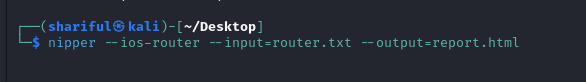 ┌──(shariful㉿kali)-[~/Desktop]
└─$ nipper --ios-router --input=router.txt --output=report.html